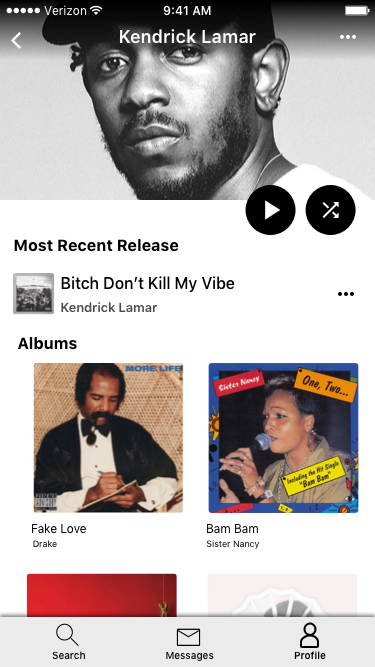 Verizon 9:41 AM
Kendrick Lamar
Most Recent Release
Bitch Don't Kill My Vibe
Kendrick Lamar
Albums
MORE LIFE
Sister Nancy
One, Two...
Including the Hit Single
"Bam Bam"
Fake Love
Bam Bam
Drake
Sister Nancy
Search
Messages
Profile